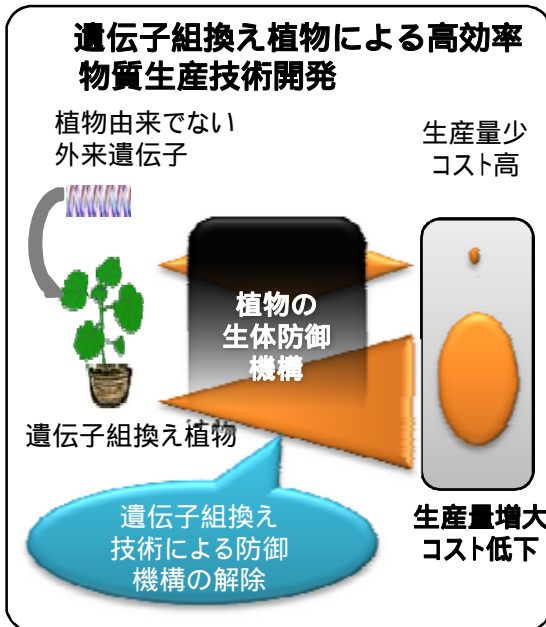 遺伝子組換え植物による高効率
物質生産技術開発
植物由来でない
外来遺伝子
生産量少
コスト高
植物の
生体防御
機構
遺伝子組換え植物
遺伝子組換え
技術による防御
機構の解除
生産量増大
コスト低下